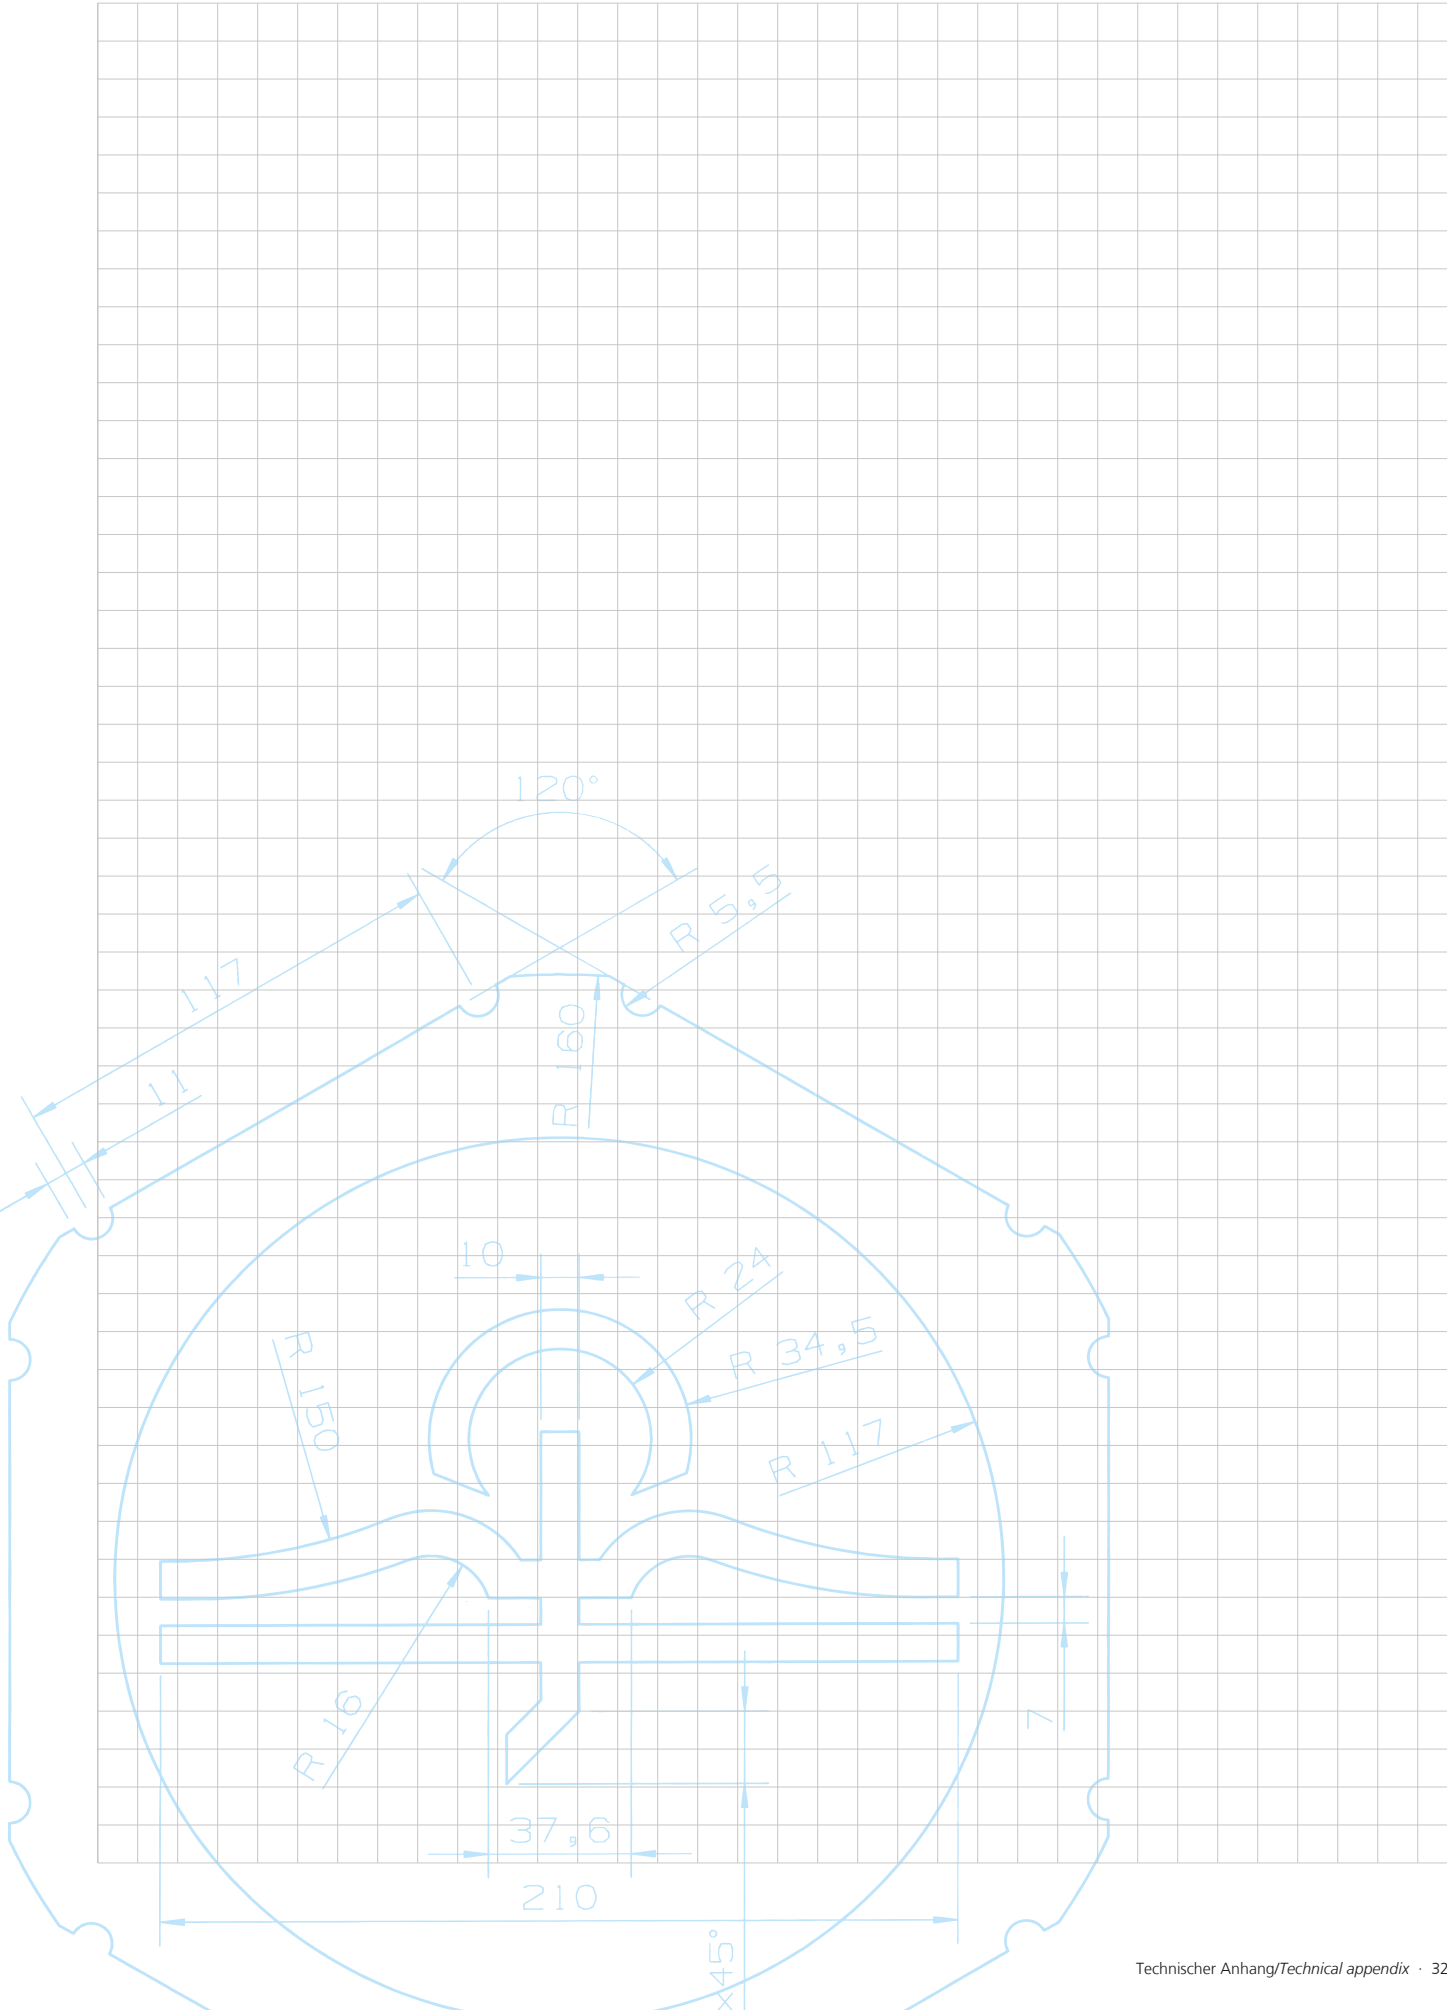 120°
R 5,5
117
R 160
11
10
R 24
R 34,5
R 150
R 117
R 16
7
37,6
210
x45°
Technischer Anhang/Technical appendix · 32